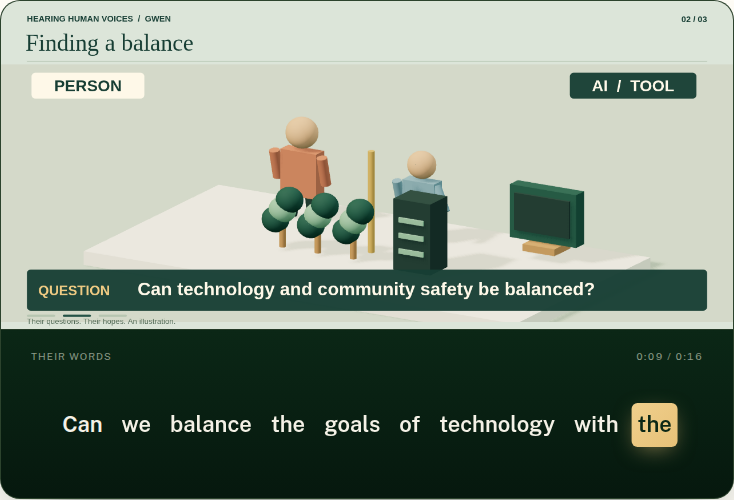 HEARING HUMAN VOICES / GWEN
02 / 03
Finding a balance
PERSON
AI / TOOL
QUESTION Can technology and community safety be balanced?
Their questions. Their hopes. An illustration.
THEIR WORDS
0:09 / 0:16
Can we balance the goals of technology with the